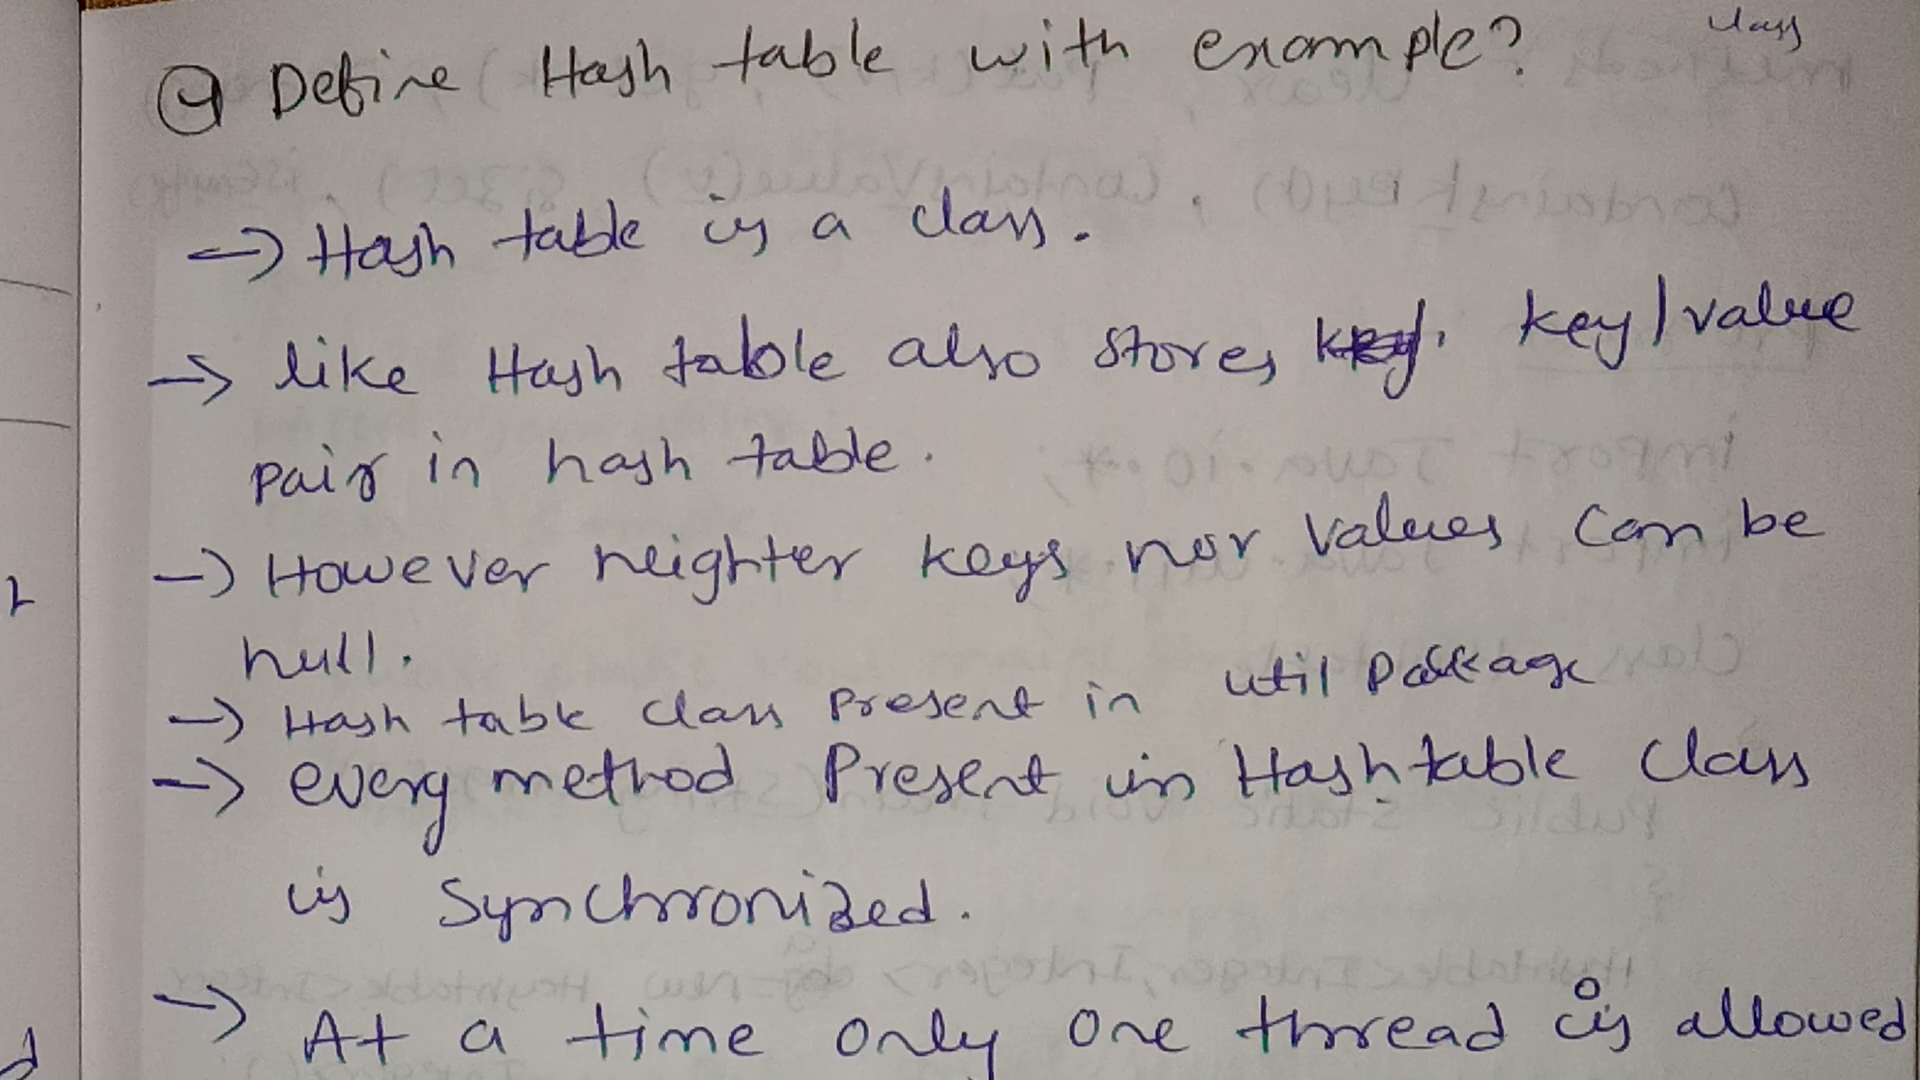 class
④ Define Hash table with example?
→ Hash table is a class.
→ like Hash table also stores key. key/value
pair in hash table.
→ However neighter keys nor values can be
null.
→ Hash table class present in util package
→ every method Present in Hashtable class
is Synchronized.
→ At a time only one thread is allowed